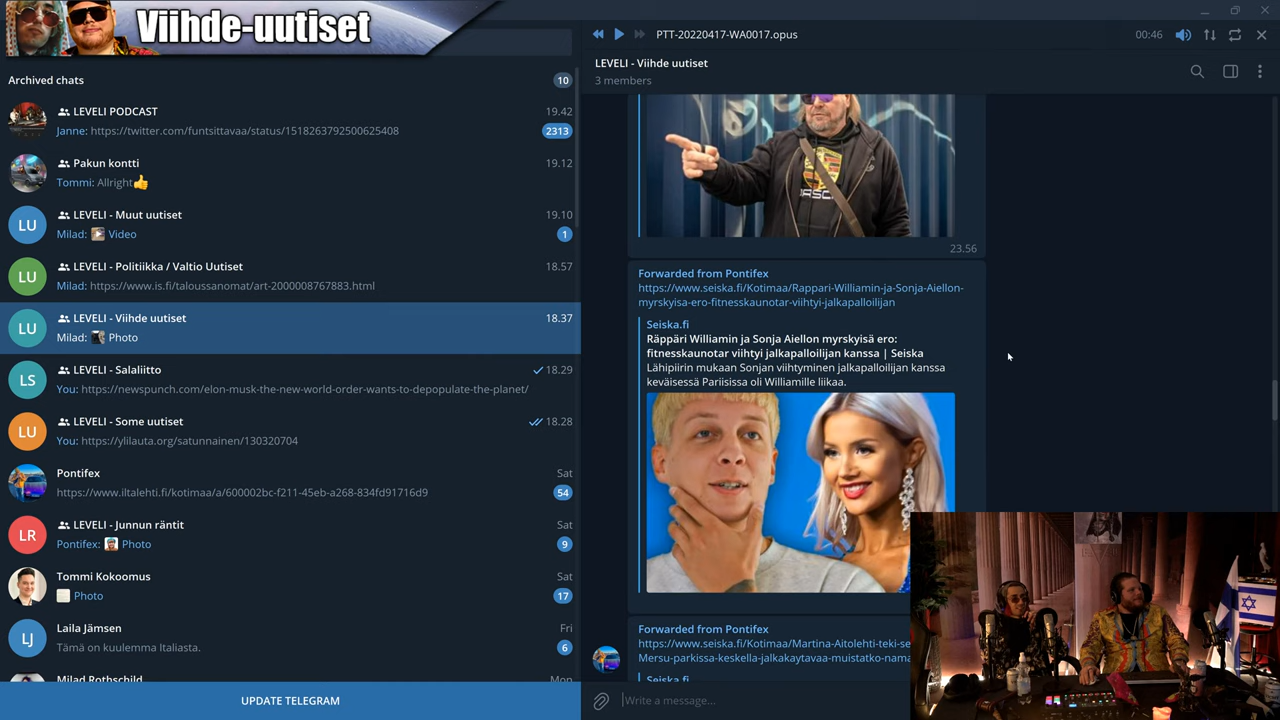 Viihde-uutiset
Archived chats
10
LEVELI PODCAST
19.42
Janne: https://twitter.com/funtsittavaa/status/1518263792500625408
2313
Pakun kontti
19.12
Tommi: Allright👍
LU
LEVELI - Muut uutiset
19.10
Milad: Video
1
LU
LEVELI - Politiikka / Valtio Uutiset
18.57
Milad: https://www.is.fi/taloussanomat/art-2000008767883.html
LU
LEVELI - Viihde uutiset
18.37
Milad: Photo
LS
LEVELI - Salaliitto
18.29
You: https://newspunch.com/elon-musk-the-new-world-order-wants-to-depopulate-the-planet/
LU
LEVELI - Some uutiset
18.28
You: https://ylilauta.org/satunnainen/130320704
Pontifex
Sat
https://www.iltalehti.fi/kotimaa/a/600002bc-f211-45eb-a268-834fd91716d9
54
LR
LEVELI - Junnun räntit
Sat
Pontifex: Photo
9
Tommi Kokoomus
Sat
Photo
17
LJ
Laila Jämsen
Fri
Tämä on kuulemma Italiasta.
6
Milad Rothschild
Mon
UPDATE TELEGRAM
PTT-20220417-WA0017.opus
00:46
LEVELI - Viihde uutiset
3 members
23.56
Forwarded from Pontifex
https://www.seiska.fi/Kotimaa/Rappari-Williamin-ja-Sonja-Aiellon-
myrskyisa-ero-fitnesskaunotar-viihtyi-jalkapalloilijan
Seiska.fi
Räppäri Williamin ja Sonja Aiellon myrskyisä ero:
fitnesskaunotar viihtyi jalkapalloilijan kanssa | Seiska
Lähipiirin mukaan Sonjan viihtyminen jalkapalloilijan kanssa
keväisessä Pariisissa oli Williamille liikaa.
Forwarded from Pontifex
https://www.seiska.fi/Kotimaa/Martina-Aitolehti-teki-se
Mersu-parkissa-keskella-jalkakaytavaa-muistatko-nama
Seiska.fi
Write a message...